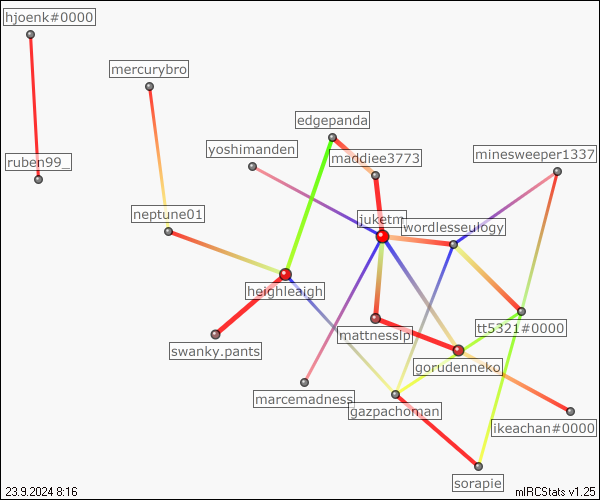 hjoenk#0000
mercurybro
edgepanda
yoshimanden
maddiee3773
minesweeper1337
ruben99_
neptune01
juketm
wordlesseulogy
heighleaigh
mattnesslp
tt5321#0000
swanky.pants
gorudenneko
marcemadness
gazpachoman
ikeachan#0000
sorapie
23.9.2024 8:16
mIRCStats v1.25